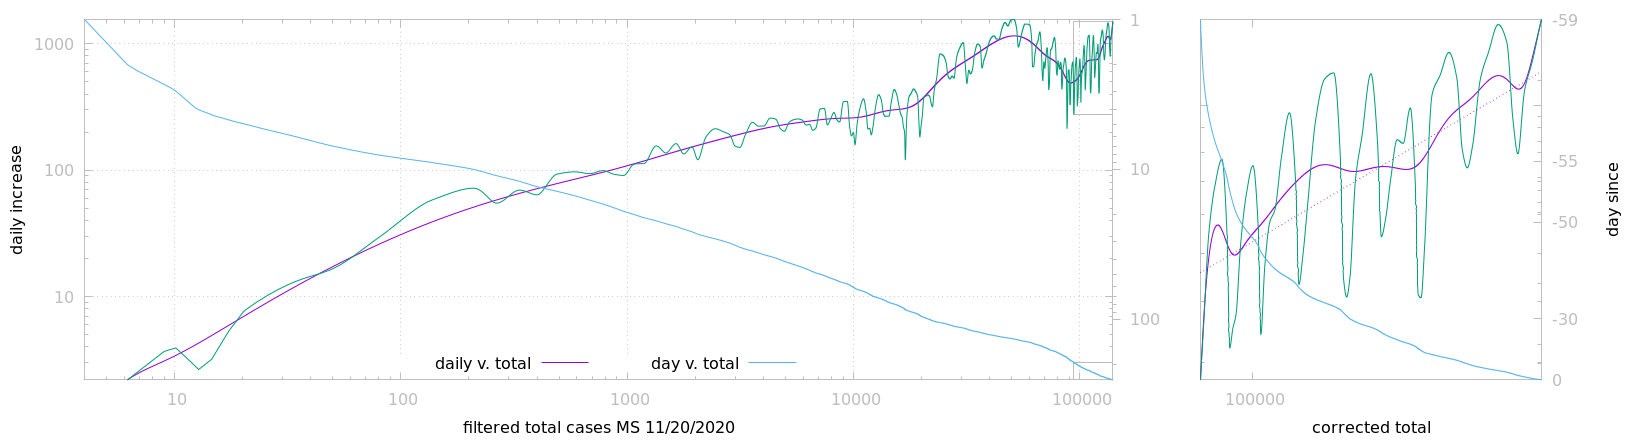 1000
100
10
daily increase
10
100
1000
10000
100000
filtered total cases MS 11/20/2020
daily v. total
day v. total
1
10
100
100000
corrected total
-59
-55
-50
-30
0
day since